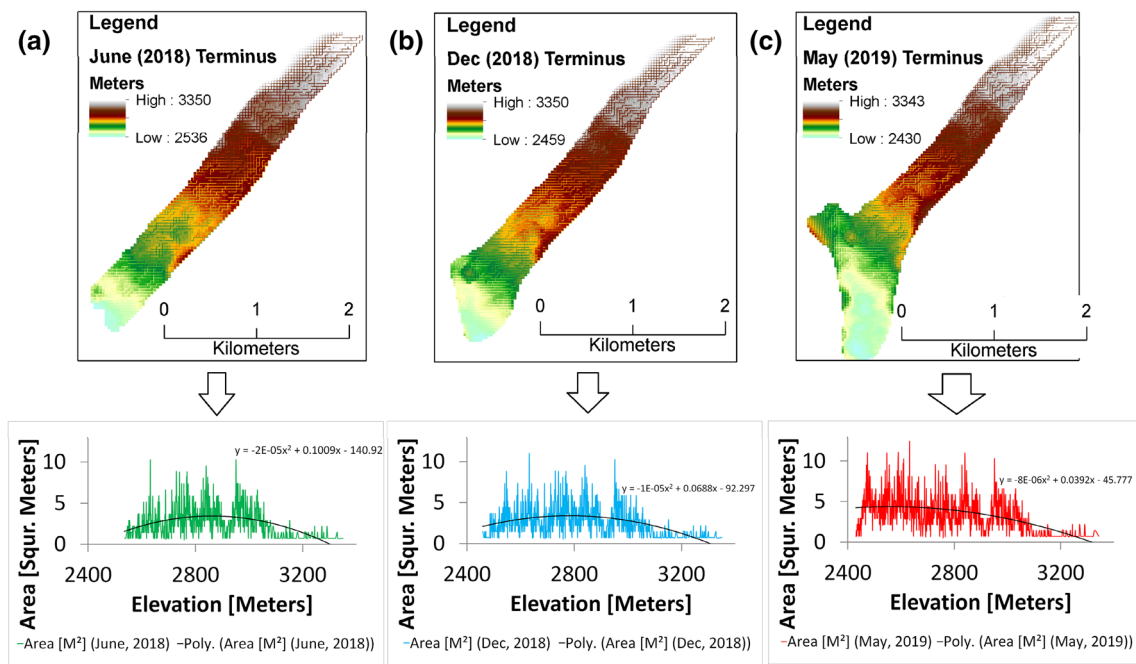 (a)
Legend
June (2018) Terminus
Meters
High : 3350
Low : 2536
0 1 2
Kilometers
(b)
Legend
Dec (2018) Terminus
Meters
High : 3350
Low : 2459
0 1 2
Kilometers
(c)
Legend
May (2019) Terminus
Meters
High : 3343
Low : 2430
0 1 2
Kilometers
Area [Squr. Meters]
10
5
0
y = -2E-05x² + 0.1009x - 140.92
2400 2800 3200
Elevation [Meters]
Area [M²] (June, 2018) Poly. (Area [M²] (June, 2018))
Area [Squr. Meters]
10
5
0
y = -1E-05x² + 0.0688x - 92.297
2400 2800 3200
Elevation [Meters]
Area [M²] (Dec, 2018) Poly. (Area [M²] (Dec, 2018))
Area [Squr. Meters]
10
5
0
y = -8E-06x² + 0.0392x - 45.777
2400 2800 3200
Elevation [Meters]
Area [M²] (May, 2019) Poly. (Area [M²] (May, 2019))